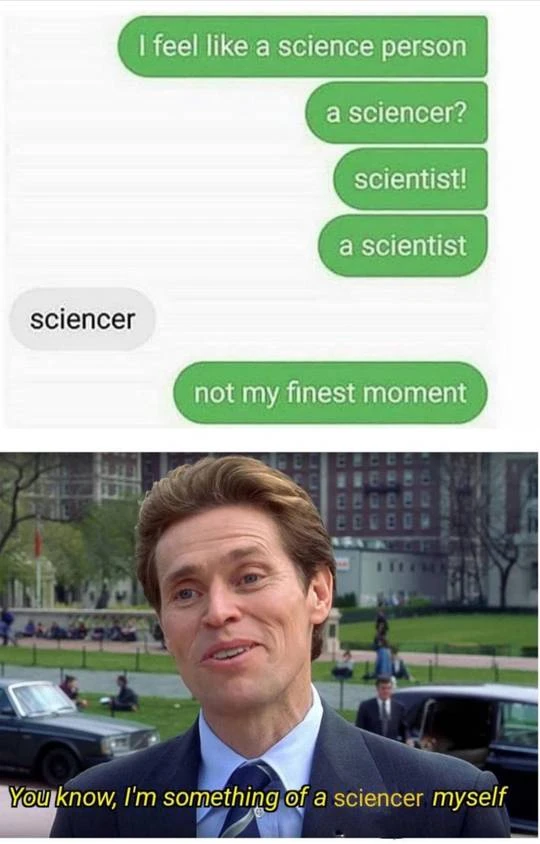 I feel like a science person
a sciencer?
scientist!
a scientist
sciencer
not my finest moment
You know, I'm something of a sciencer myself